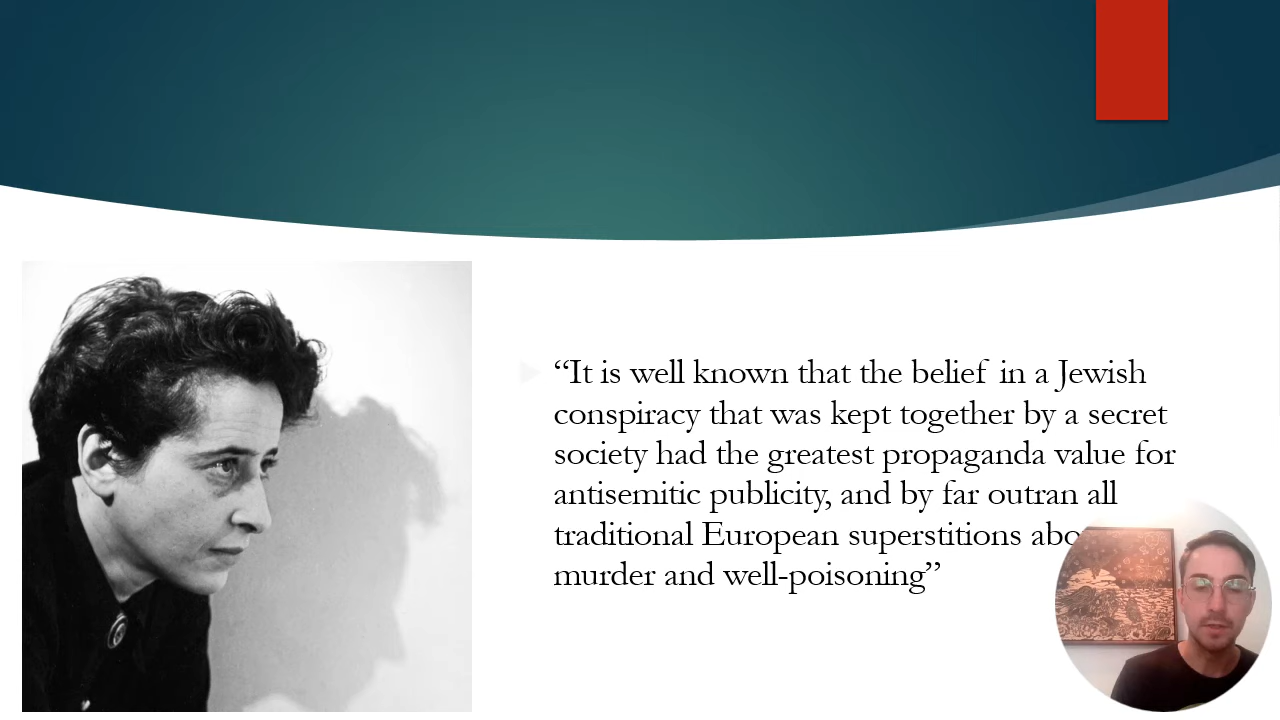 “It is well known that the belief in a Jewish
conspiracy that was kept together by a secret
society had the greatest propaganda value for
antisemitic publicity, and by far outran all
traditional European superstitions
murder and well-poisoning”